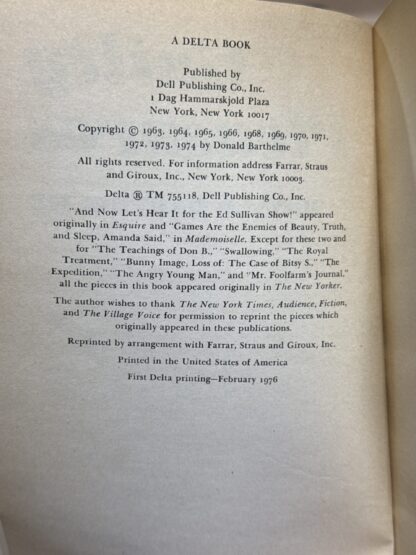 A DELTA BOOK
Published by
Dell Publishing Co., Inc.
1 Dag Hammarskjold Plaza
New York, New York 10017
Copyright © 1963, 1964, 1965, 1966, 1968, 1969, 1970, 1971,
1972, 1973, 1974 by Donald Barthelme
All rights reserved. For information address Farrar, Straus
and Giroux, Inc., New York, New York 10003.
Delta ® TM 755118, Dell Publishing Co., Inc.
"And Now Let's Hear It for the Ed Sullivan Show!" appeared
originally in Esquire and "Games Are the Enemies of Beauty, Truth,
and Sleep, Amanda Said," in Mademoiselle. Except for these two and
for "The Teachings of Don B.," "Swallowing," "The Royal
Treatment," "Bunny Image, Loss of: The Case of Bitsy S.," "The
Expedition," "The Angry Young Man," and "Mr. Foolfarm's Journal,"
all the pieces in this book appeared originally in The New Yorker.
The author wishes to thank The New York Times, Audience, Fiction,
and The Village Voice for permission to reprint the pieces which
originally appeared in these publications.
Reprinted by arrangement with Farrar, Straus and Giroux, Inc.
Printed in the United States of America
First Delta printing—February 1976